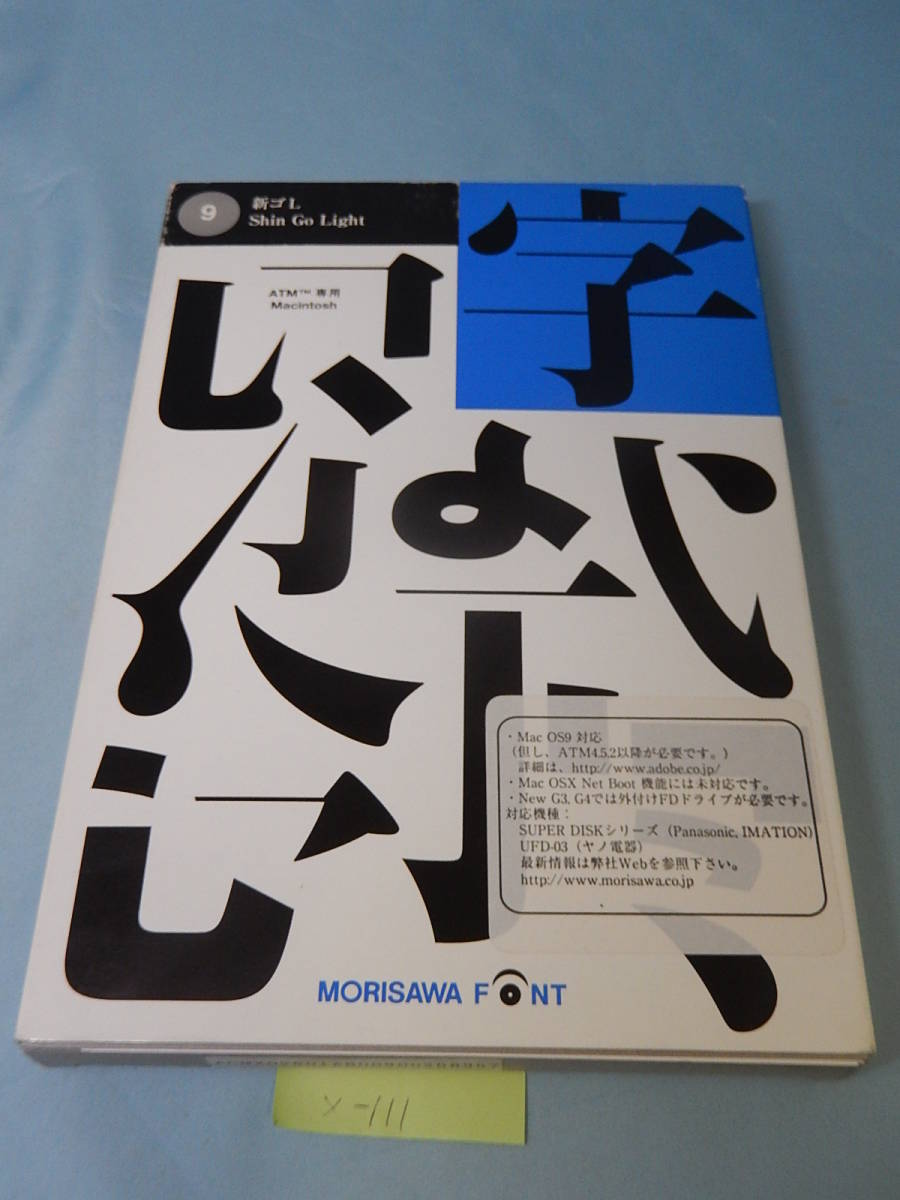 9
新ゴL
Shin Go Light
ATM™ 専用
Macintosh
字
・Mac OS9 対応
(但し、ATM4.5.2以降が必要です。)
詳細は、http://www.adobe.co.jp/
・Mac OSX Net Boot 機能には未対応です。
・New G3, G4では外付けFDドライブが必要です。
対応機種：
SUPER DISKシリーズ (Panasonic, IMATION)
UFD-03 (ヤノ電器)
最新情報は弊社Webを参照下さい。
http://www.morisawa.co.jp
MORISAWA FONT
X-111